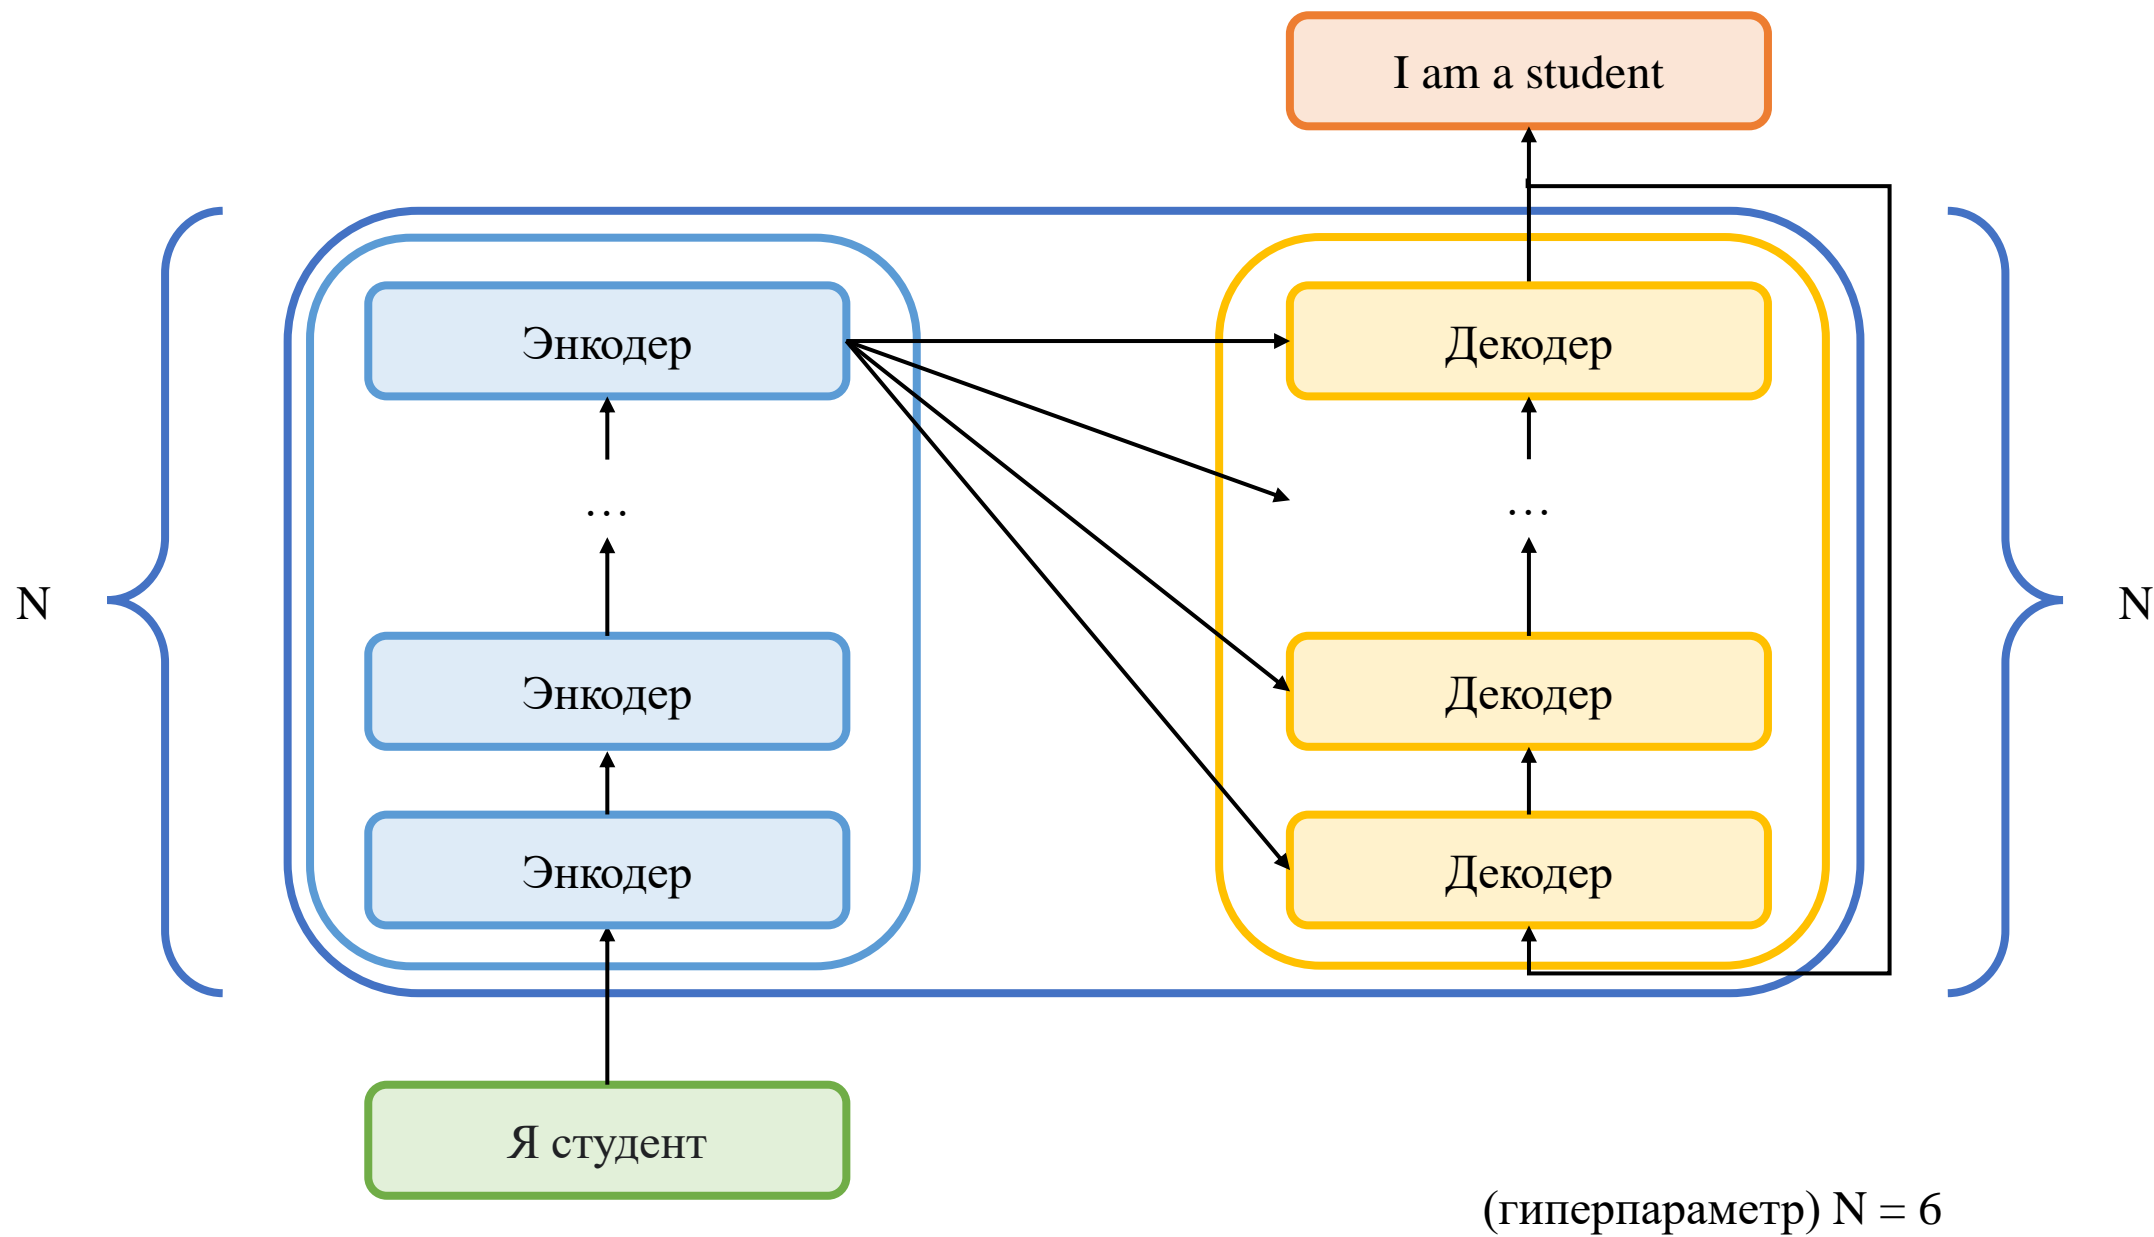 I am a student
Энкодер
Декодер
…
…
N
N
Энкодер
Декодер
Энкодер
Декодер
Я студент
(гиперпараметр) N = 6